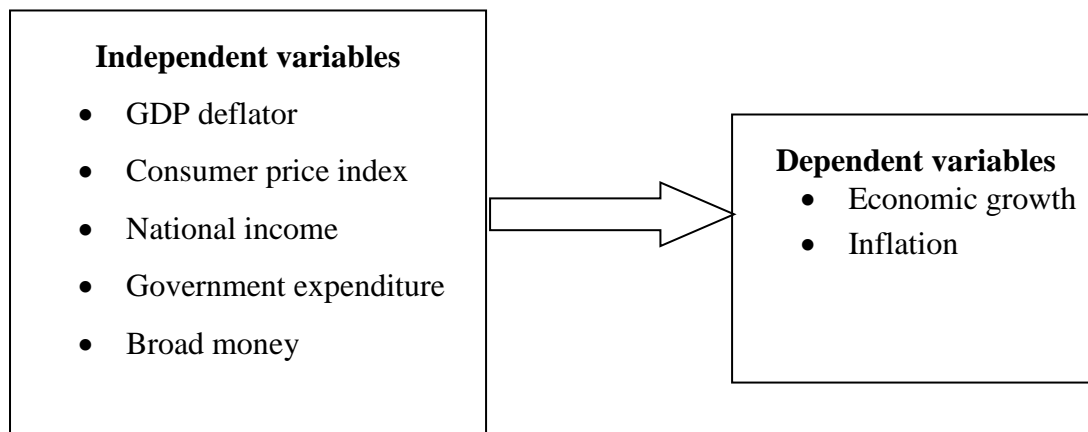 Independent variables
• GDP deflator
• Consumer price index
• National income
• Government expenditure
• Broad money
Dependent variables
• Economic growth
• Inflation